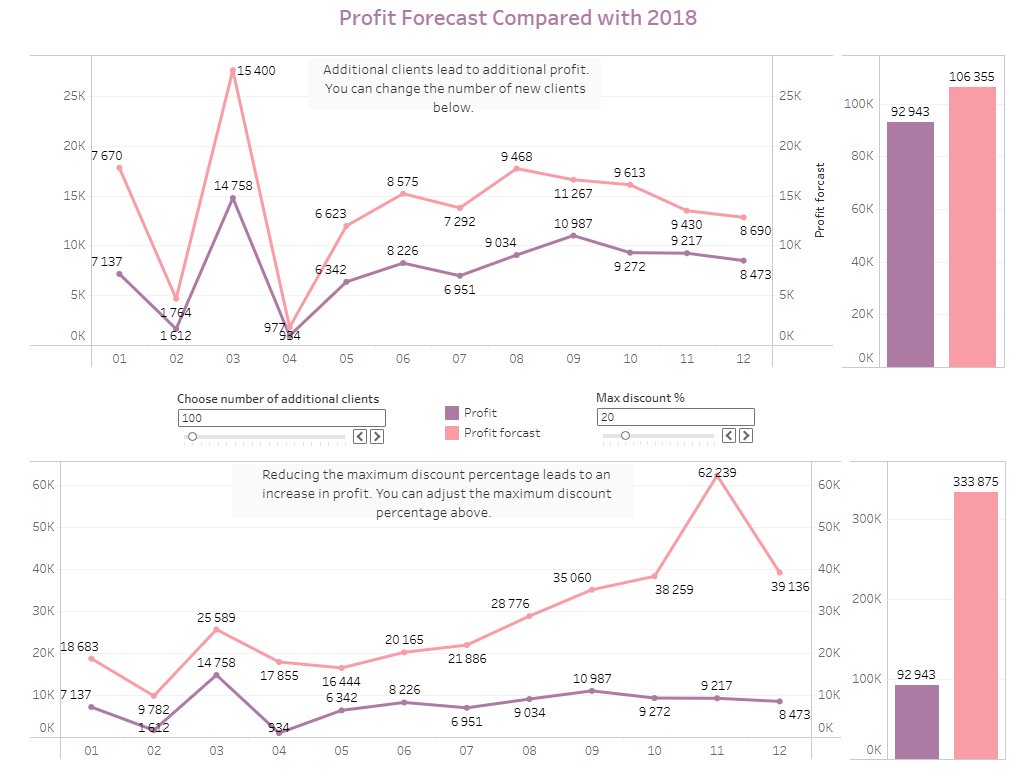 Profit Forecast Compared with 2018
Additional clients lead to additional profit.
You can change the number of new clients
below.
25K
20K
15K
10K
5K
0K
7 670
1 764
15 400
977
6 623
8 575
7 292
9 468
11 267
9 613
9 430
8 690
7 137
1 612
14 758
934
6 342
8 226
6 951
9 034
10 987
9 272
9 217
8 473
25K
20K
15K
10K
5K
0K
Profit forcast
01 02 03 04 05 06 07 08 09 10 11 12
100K
80K
60K
40K
20K
0K
92 943
106 355
Choose number of additional clients
100
Profit
Profit forcast
Max discount %
20
Reducing the maximum discount percentage leads to an
increase in profit. You can adjust the maximum discount
percentage above.
60K
50K
40K
30K
20K
10K
0K
18 683
9 782
25 589
17 855
16 444
20 165
21 886
28 776
35 060
38 259
62 239
39 136
7 137
1 612
14 758
934
6 342
8 226
6 951
9 034
10 987
9 272
9 217
8 473
60K
50K
40K
30K
20K
10K
0K
01 02 03 04 05 06 07 08 09 10 11 12
300K
200K
100K
0K
92 943
333 875